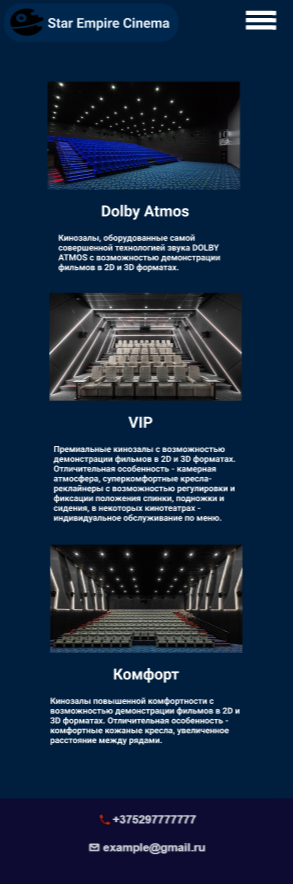 Star Empire Cinema
Dolby Atmos
Кинозалы, оборудованные самой
совершенной технологией звука DOLBY
ATMOS с возможностью демонстрации
фильмов в 2D и 3D форматах.
VIP
Премиальные кинозалы с возможностью
демонстрации фильмов в 2D и 3D форматах.
Отличительная особенность - камерная
атмосфера, суперкомфортные кресла-
реклайнеры с возможностью регулировки и
фиксации положения спинки, подножки и
сидения, в некоторых кинотеатрах -
индивидуальное обслуживание по меню.
Комфорт
Кинозалы повышенной комфортности с
возможностью демонстрации фильмов в 2D и
3D форматах. Отличительная особенность -
комфортные кожаные кресла, увеличенное
расстояние между рядами.
+375297777777
example@gmail.ru